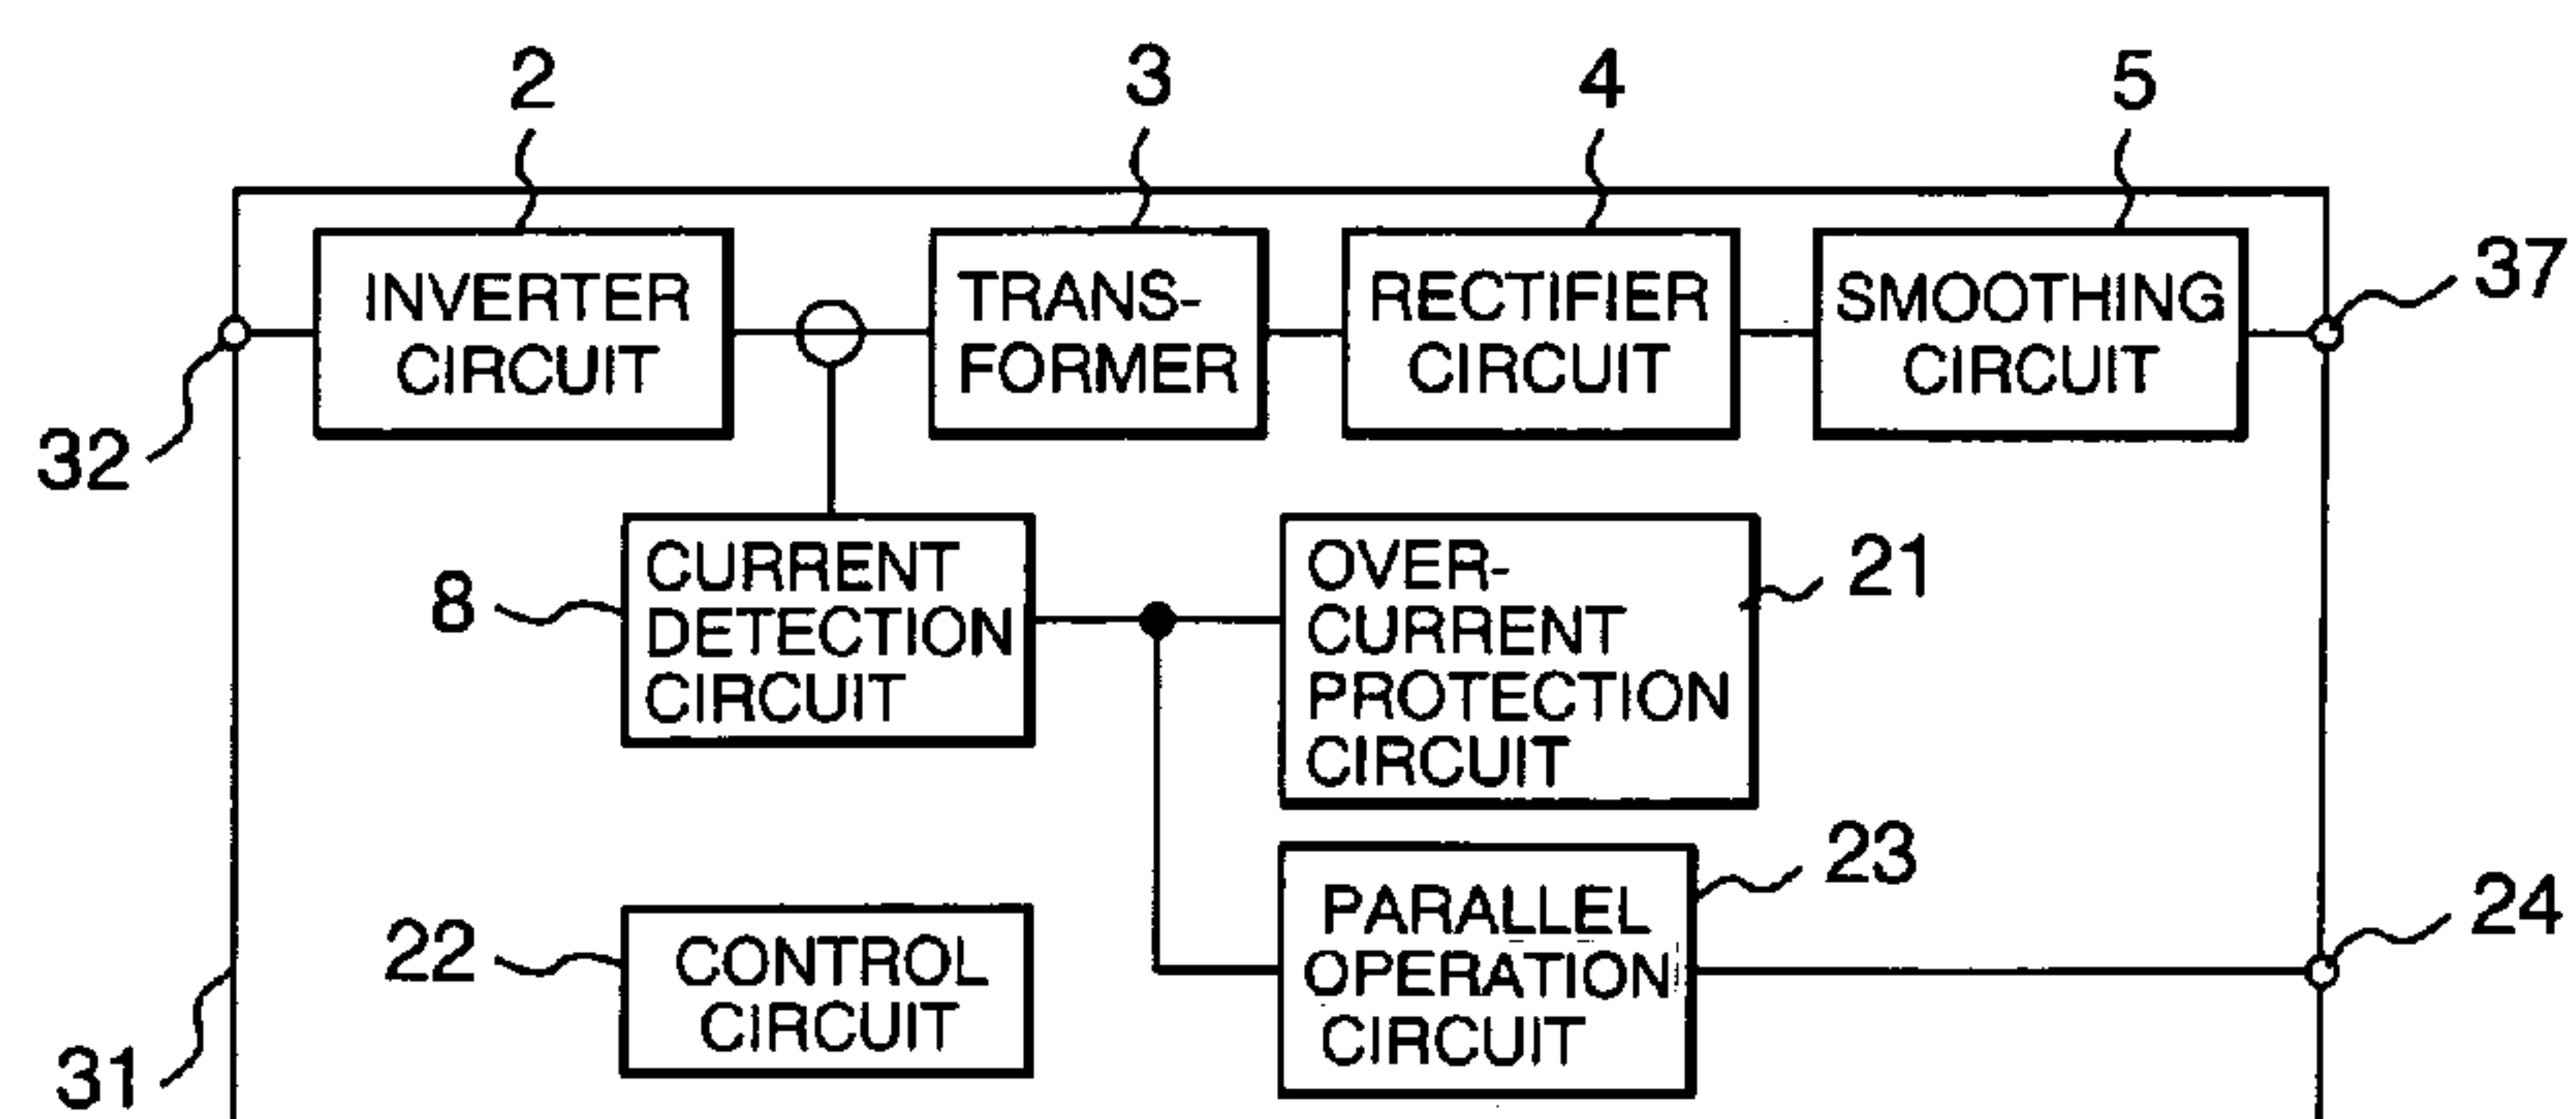 2
3
4
5
INVERTER
CIRCUIT
TRANS-
FORMER
RECTIFIER
CIRCUIT
SMOOTHING
CIRCUIT
37
32
8
CURRENT
DETECTION
CIRCUIT
OVER-
CURRENT
PROTECTION
CIRCUIT
21
22
CONTROL
CIRCUIT
PARALLEL
OPERATION
CIRCUIT
23
24
31